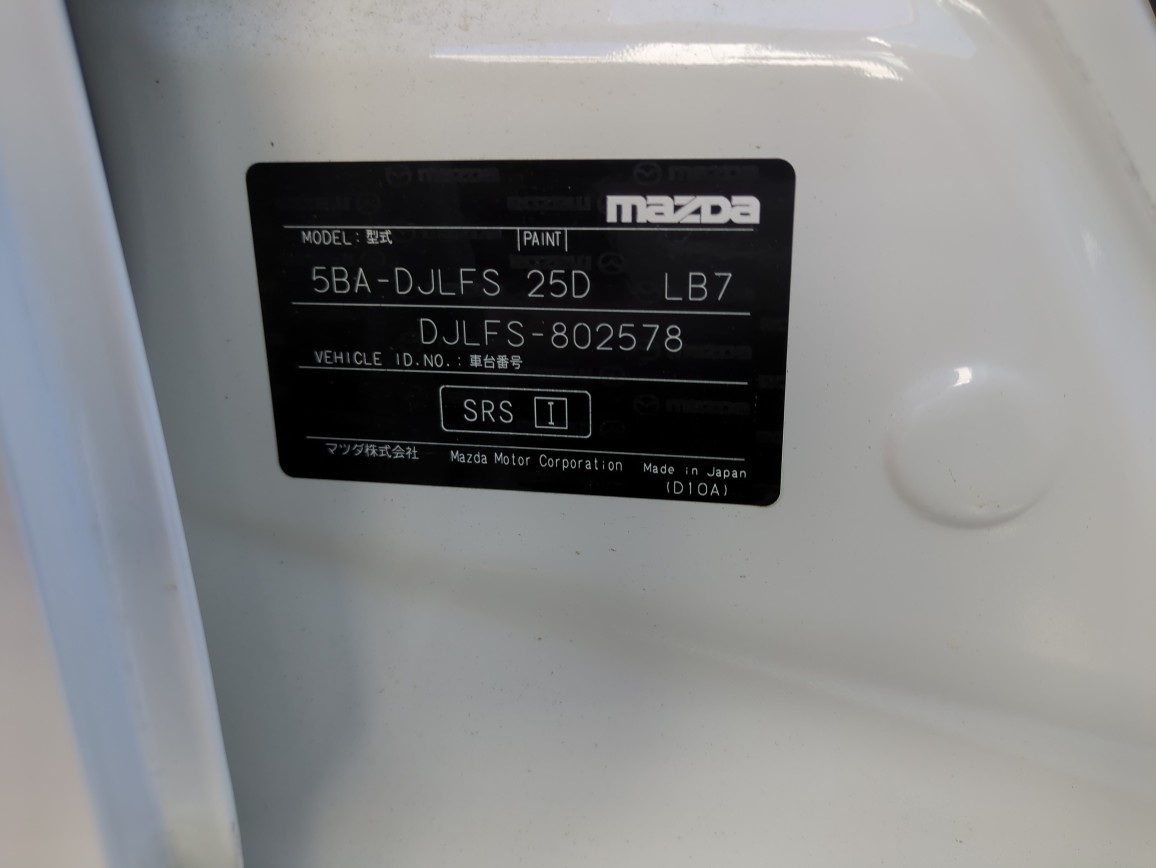 mazda
MODEL : 型式 |PAINT|
5BA-DJLFS 25D LB7
DJLFS-802578
VEHICLE ID.NO. : 車台番号
SRS I
マツダ株式会社 Mazda Motor Corporation Made in Japan
(D10A)